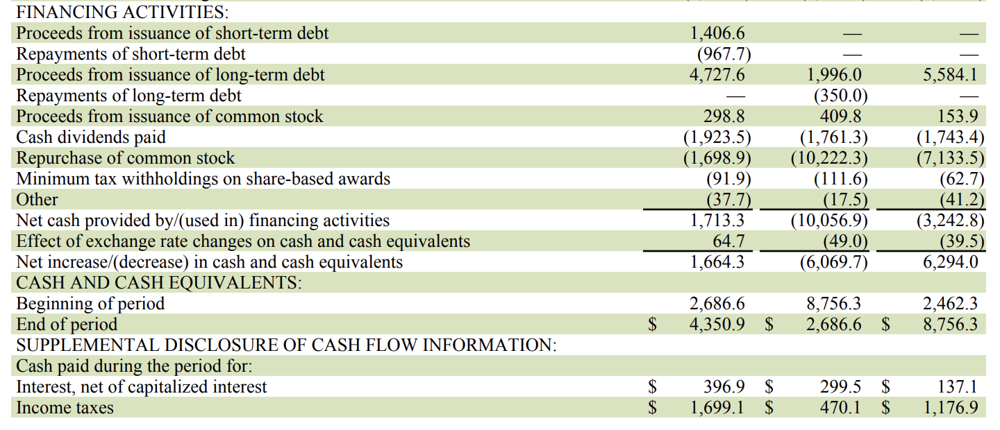 FINANCING ACTIVITIES:
Proceeds from issuance of short-term debt 1,406.6 — —
Repayments of short-term debt (967.7) — —
Proceeds from issuance of long-term debt 4,727.6 1,996.0 5,584.1
Repayments of long-term debt — (350.0) —
Proceeds from issuance of common stock 298.8 409.8 153.9
Cash dividends paid (1,923.5) (1,761.3) (1,743.4)
Repurchase of common stock (1,698.9) (10,222.3) (7,133.5)
Minimum tax withholdings on share-based awards (91.9) (111.6) (62.7)
Other (37.7) (17.5) (41.2)
Net cash provided by/(used in) financing activities 1,713.3 (10,056.9) (3,242.8)
Effect of exchange rate changes on cash and cash equivalents 64.7 (49.0) (39.5)
Net increase/(decrease) in cash and cash equivalents 1,664.3 (6,069.7) 6,294.0
CASH AND CASH EQUIVALENTS:
Beginning of period 2,686.6 8,756.3 2,462.3
End of period $ 4,350.9 $ 2,686.6 $ 8,756.3
SUPPLEMENTAL DISCLOSURE OF CASH FLOW INFORMATION:
Cash paid during the period for:
Interest, net of capitalized interest $ 396.9 $ 299.5 $ 137.1
Income taxes $ 1,699.1 $ 470.1 $ 1,176.9